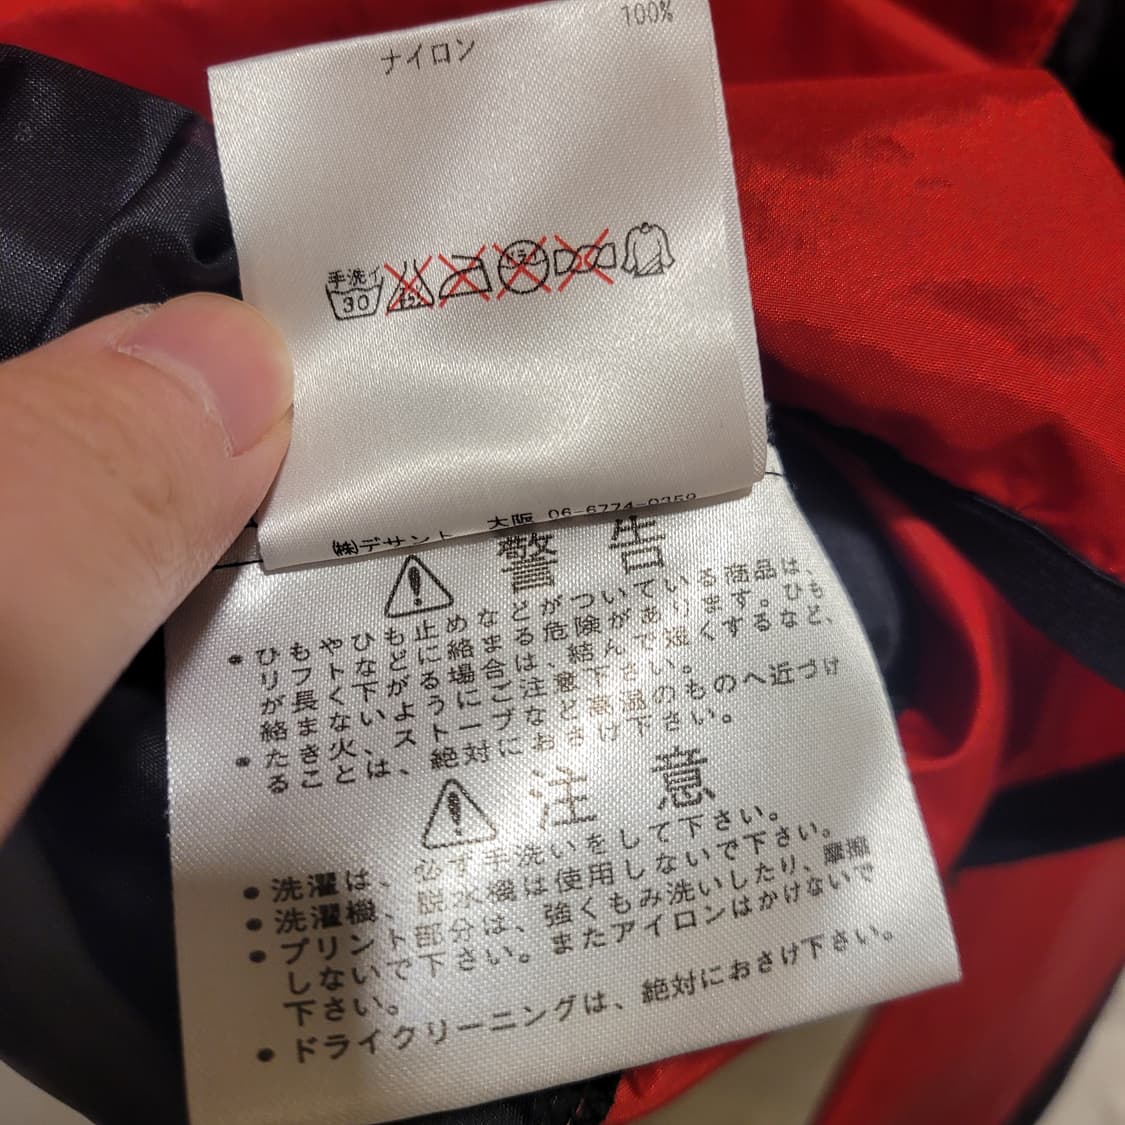 100%
ナイロン
手洗イ
30
エンソ
ドライ
㈱デサント 大阪 06-6774-0359
警告
• ひもやひも止めなどがついている商品は、
リフトなどに絡まる危険があります。ひも
が長く下がる場合は、結んで短くするなど、
絡まないようにご注意下さい。
• たき火、ストーブなど高温のものへ近づけ
ることは、絶対におさけ下さい。
注意
• 洗濯は、必ず手洗いをして下さい。
• 洗濯機、脱水機は使用しないで下さい。
• プリント部分は、強くもみ洗いしたり、摩擦
しないで下さい。またアイロンはかけないで
下さい。
• ドライクリーニングは、絶対におさけ下さい。